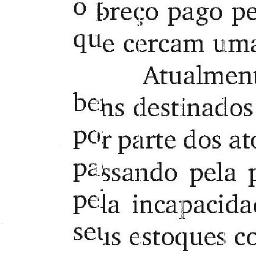 o preço pago pe
que cercam uma
Atualment
bens destinados
por parte dos ato
passando pela p
pela incapacida
seus estoques co